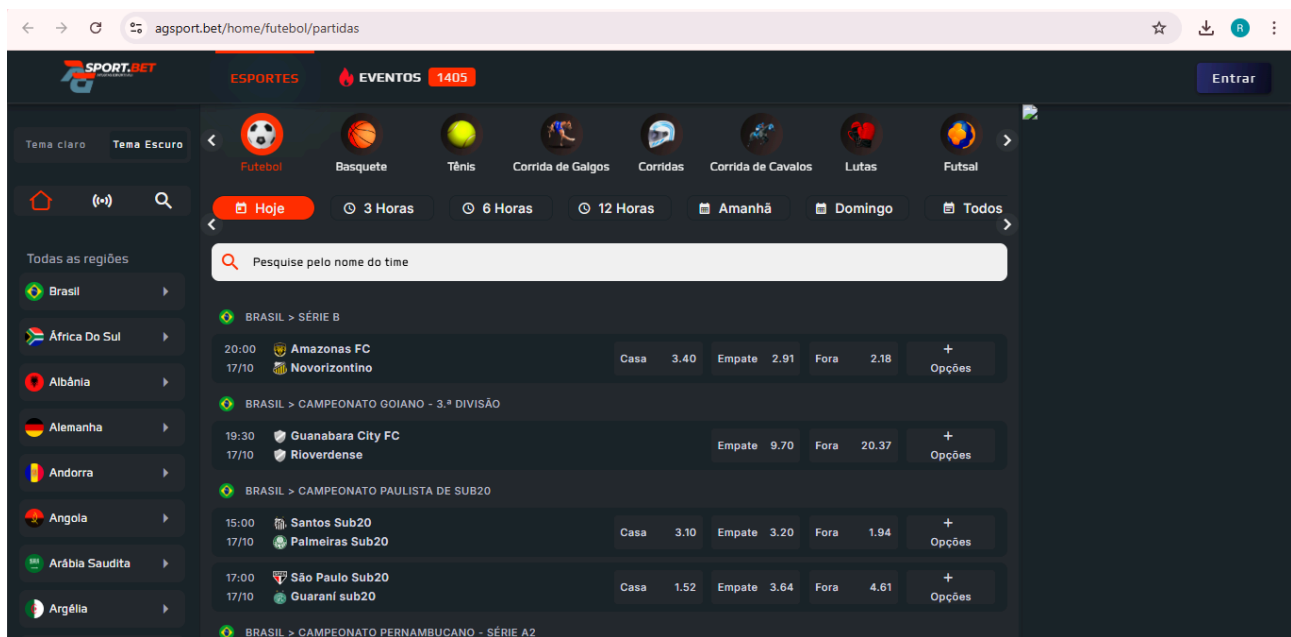 agsport.bet/home/futebol/partidas
R
SPORT.BET
ESPORTES
EVENTOS 1405
Entrar
Tema claro Tema Escuro
Futebol Basquete Tênis Corrida de Galgos Corridas Corrida de Cavalos Lutas Futsal
Hoje 3 Horas 6 Horas 12 Horas Amanhã Domingo Todos
Todas as regiões
Pesquise pelo nome do time
Brasil
África Do Sul
Albânia
Alemanha
Andorra
Angola
Arábia Saudita
Argélia
BRASIL > SÉRIE B
20:00 Amazonas FC
17/10 Novorizontino
Casa 3.40 Empate 2.91 Fora 2.18 + Opções
BRASIL > CAMPEONATO GOIANO - 3.ª DIVISÃO
19:30 Guanabara City FC
17/10 Rioverdense
Empate 9.70 Fora 20.37 + Opções
BRASIL > CAMPEONATO PAULISTA DE SUB20
15:00 Santos Sub20
17/10 Palmeiras Sub20
Casa 3.10 Empate 3.20 Fora 1.94 + Opções
17:00 São Paulo Sub20
17/10 Guaraní sub20
Casa 1.52 Empate 3.64 Fora 4.61 + Opções
BRASIL > CAMPEONATO PERNAMBUCANO - SÉRIE A2